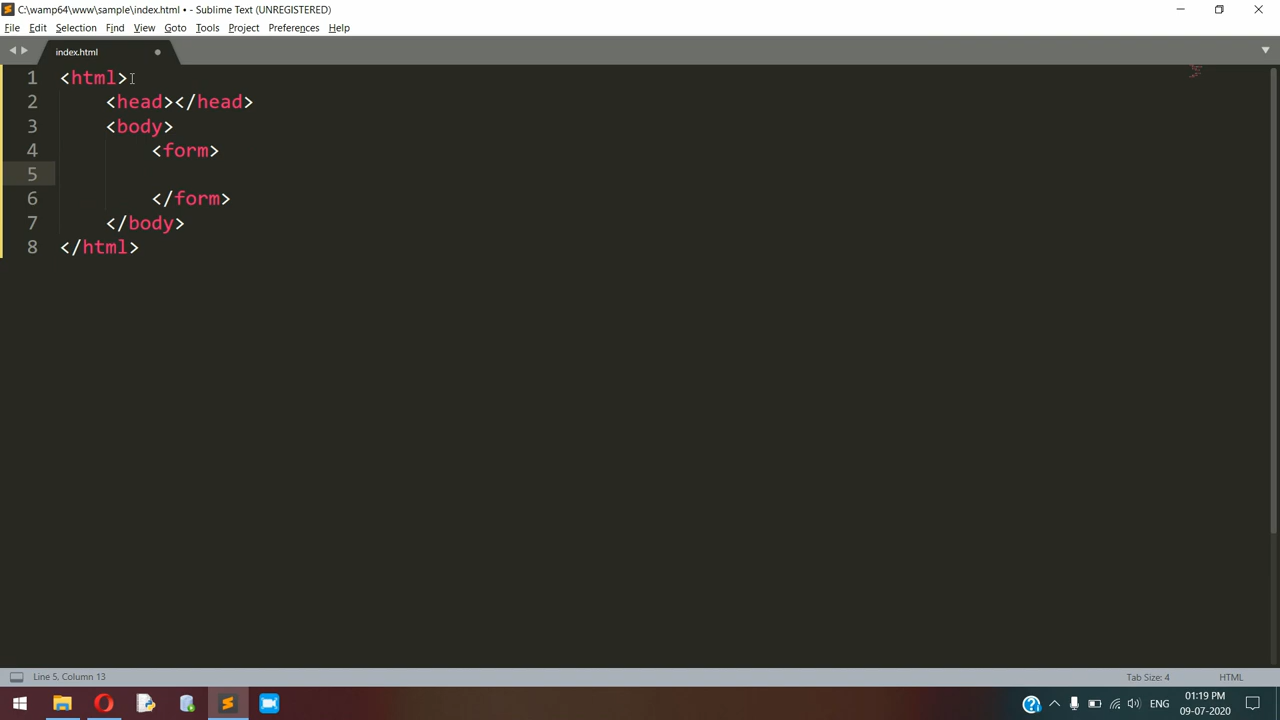 C:\wamp64\www\sample\index.html • - Sublime Text (UNREGISTERED)
File Edit Selection Find View Goto Tools Project Preferences Help
index.html
1 <html>
2 <head></head>
3 <body>
4 <form>
5
6 </form>
7 </body>
8 </html>
Line 5, Column 13
Tab Size: 4
HTML
ENG
01:19 PM
09-07-2020